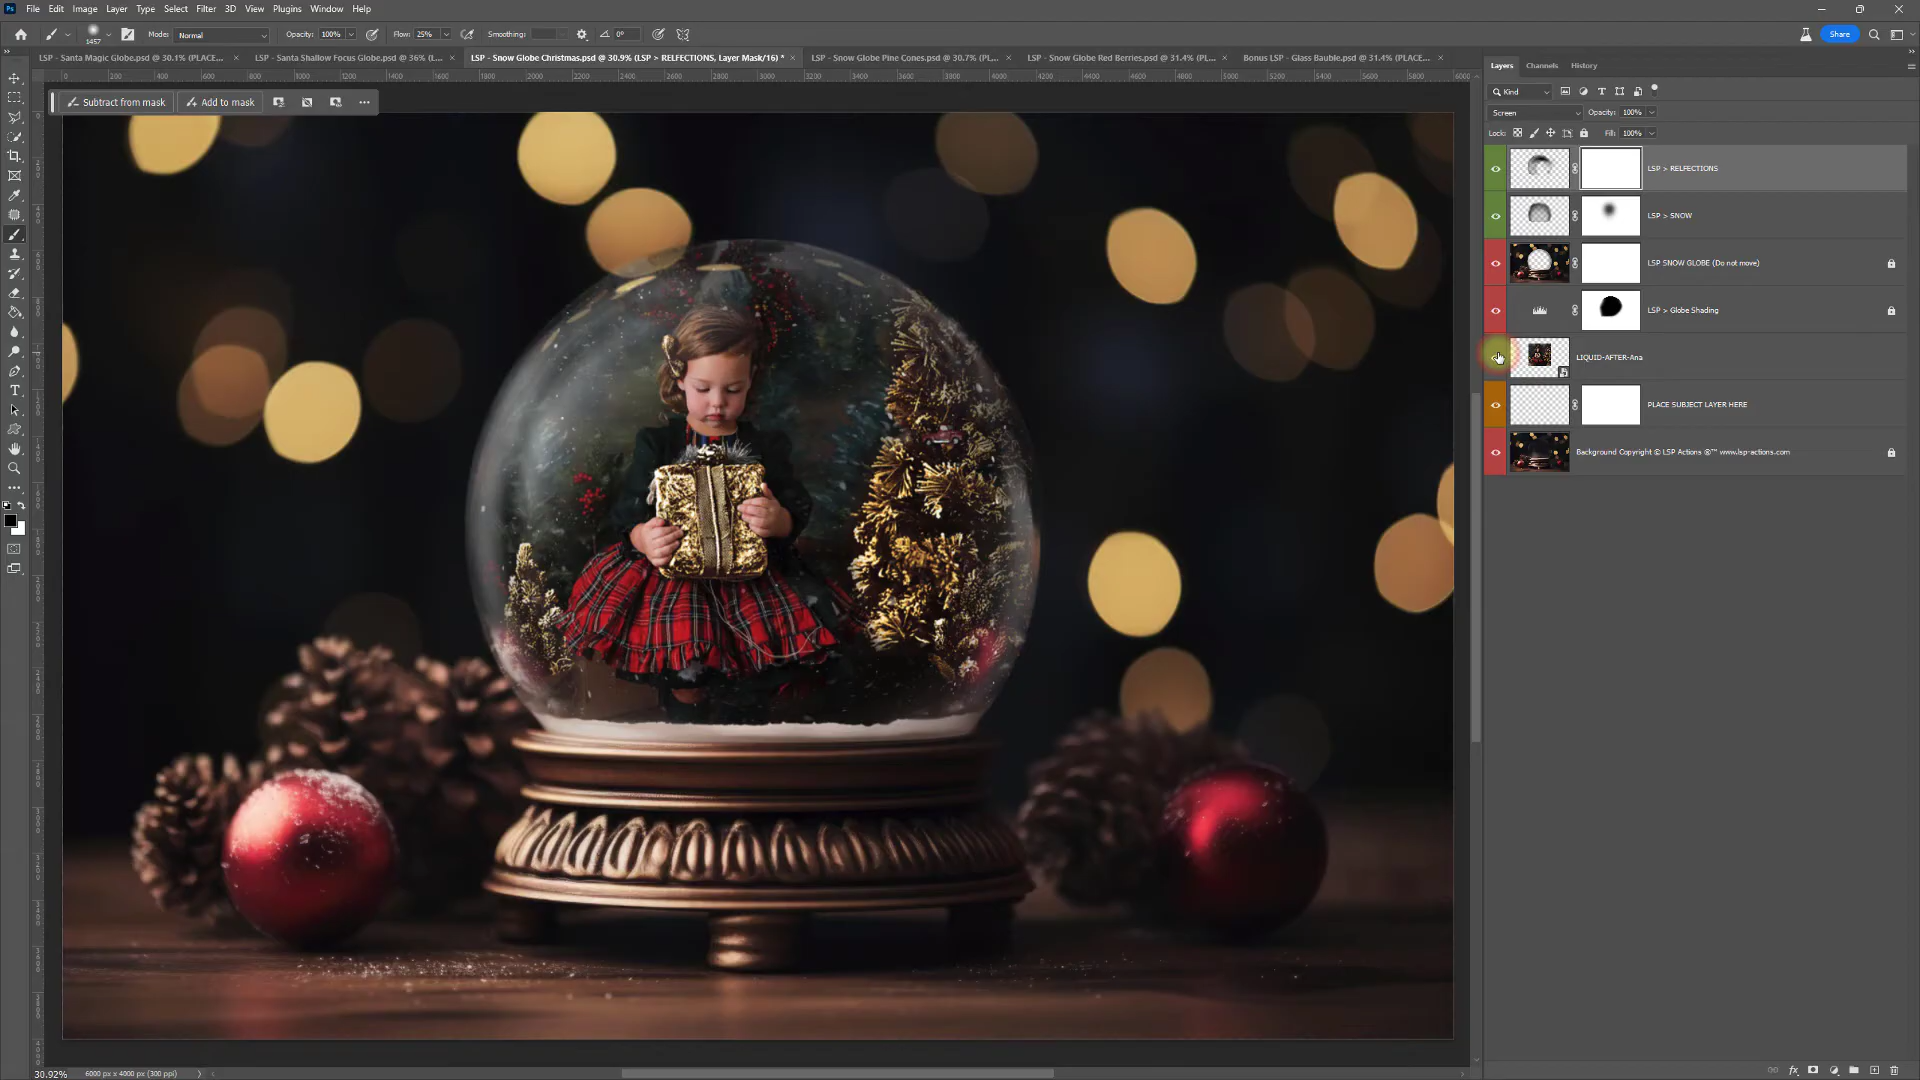 Ps File Edit Image Layer Type Select Filter 3D View Plugins Window Help
1457 Mode: Normal Opacity: 100% Flow: 25% Smoothing: 0° Share
LSP - Santa Magic Globe.psd @ 30.1% (PLACE... × LSP - Santa Shallow Focus Globe.psd @ 36% (L... × LSP - Snow Globe Christmas.psd @ 30.9% (LSP > RELFECTIONS, Layer Mask/16) * × LSP - Snow Globe Pine Cones.psd @ 30.7% (PL... × LSP - Snow Globe Red Berries.psd @ 31.4% (PLAC... × Bonus LSP - Glass Bauble.psd @ 31.4% (PLACE... ×
Subtract from mask Add to mask
Layers Channels History
Kind
Screen Opacity: 100%
Lock: Fill: 100%
LSP > RELFECTIONS
LSP > SNOW
LSP SNOW GLOBE (Do not move)
LSP > Globe Shading
LIQUID-AFTER-Ana
PLACE SUBJECT LAYER HERE
Background Copyright © LSP Actions ®™ www.lsp-actions.com
30.92% 6000 px x 4000 px (300 ppi)